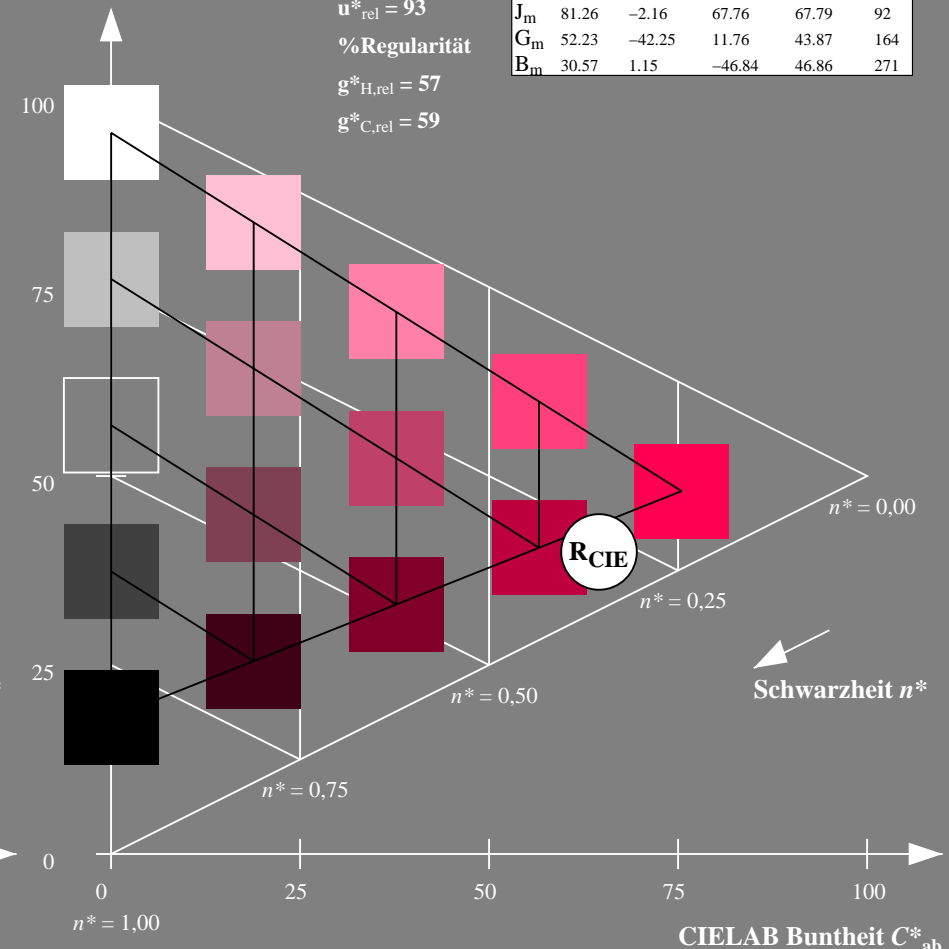 u*rel = 93
%Regularität
g*H,rel = 57
g*C,rel = 59
Jm 81.26 −2.16 67.76 67.79 92
Gm 52.23 −42.25 11.76 43.87 164
Bm 30.57 1.15 −46.84 46.86 271
100
75
50
25
0
RCIE
n* = 0,00
n* = 0,25
Schwarzheit n*
n* = 0,50
n* = 0,75
0 25 50 75 100
n* = 1,00
CIELAB Buntheit C*ab